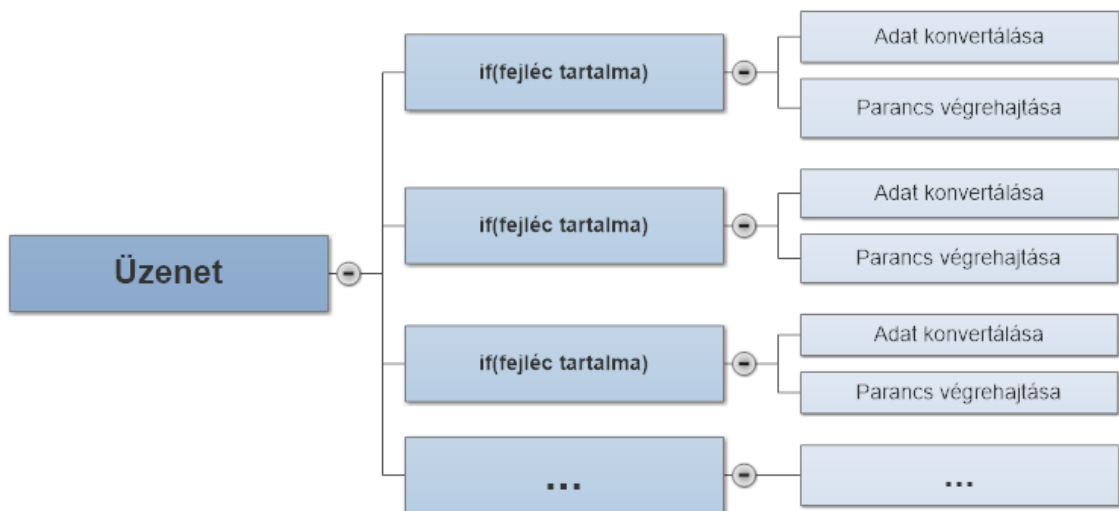 Üzenet
if(fejléc tartalma)
Adat konvertálása
Parancs végrehajtása
if(fejléc tartalma)
Adat konvertálása
Parancs végrehajtása
if(fejléc tartalma)
Adat konvertálása
Parancs végrehajtása
...
...